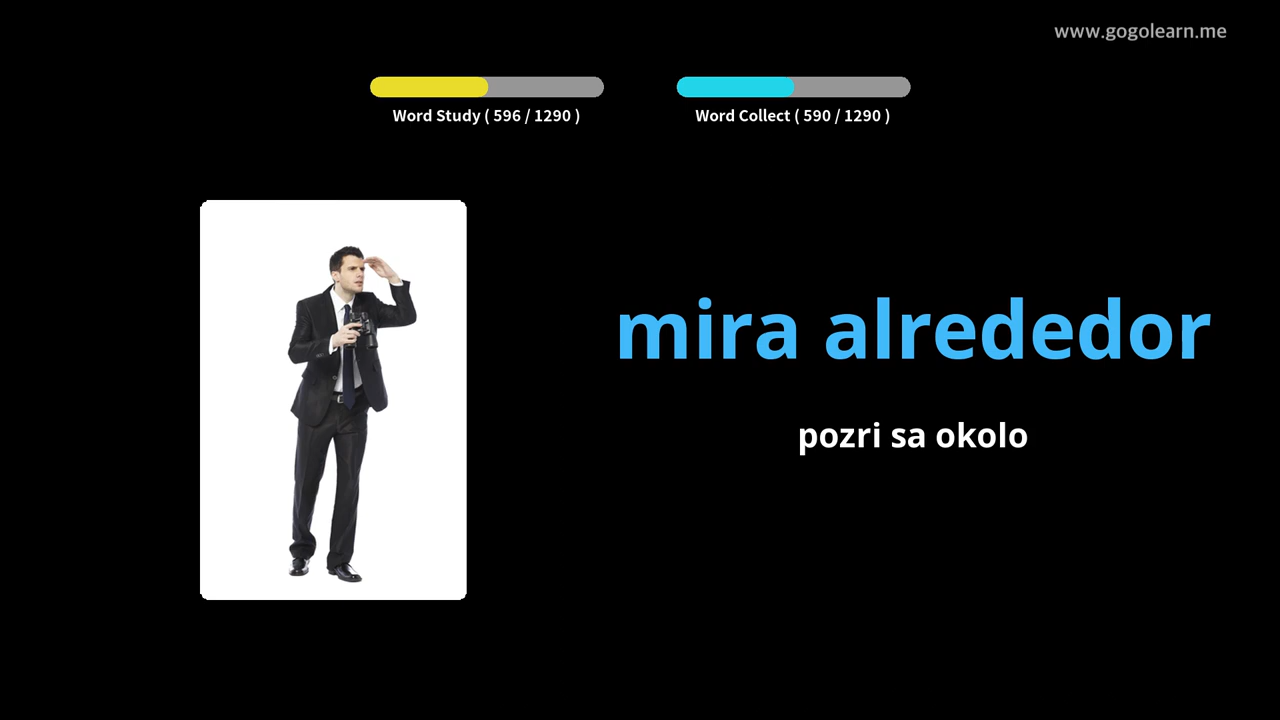 www.gogolearn.me
Word Study ( 596 / 1290 )
Word Collect ( 590 / 1290 )
mira alrededor
pozri sa okolo